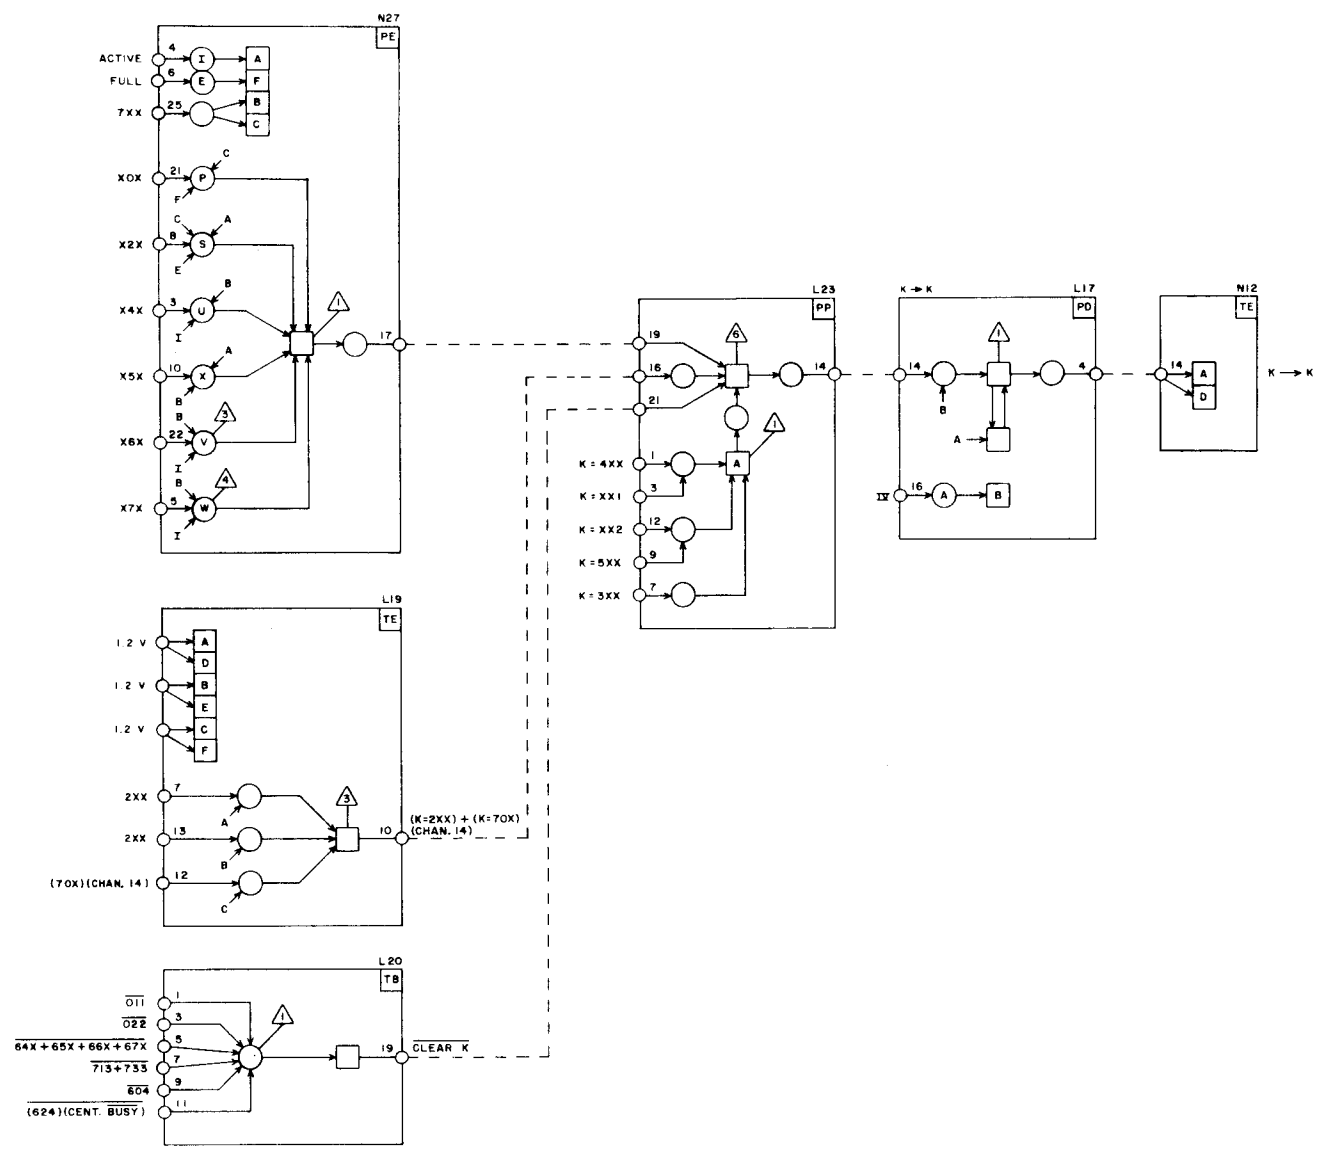 N27
PE
ACTIVE 4 I A
FULL 6 E F
7XX 25 B
C
X0X 21 P C
F
X2X 8 S C A
E
X4X 3 U B
I
1
17
X5X 10 X A
B
X6X 22 V B 3
I
X7X 5 W B 4
I
L23
PP
19
16
21
6
14
K=4XX 1 A 1
K=XX1 3
K=XX2 12
K=5XX 9
K=3XX 7
K → K
L17
PD
14
B
1
4
A
IV 16 A B
N12
TE
14 A
D
K → K
L19
TE
1.2 V A
D
1.2 V B
E
1.2 V C
F
2XX 7
A
2XX 13
B
(70X)(CHAN. 14) 12
C
3
10
(K=2XX) + (K=70X)
(CHAN. 14)
L20
TB
011 1
022 3
64X+65X+66X+67X 5
713+733 7
604 9
(624)(CENT. BUSY) 11
1
19
CLEAR K